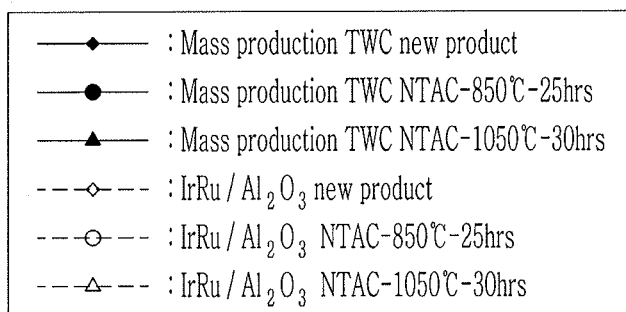 : Mass production TWC new product
: Mass production TWC NTAC-850℃-25hrs
: Mass production TWC NTAC-1050℃-30hrs
: IrRu / Al₂O₃ new product
: IrRu / Al₂O₃ NTAC-850℃-25hrs
: IrRu / Al₂O₃ NTAC-1050℃-30hrs